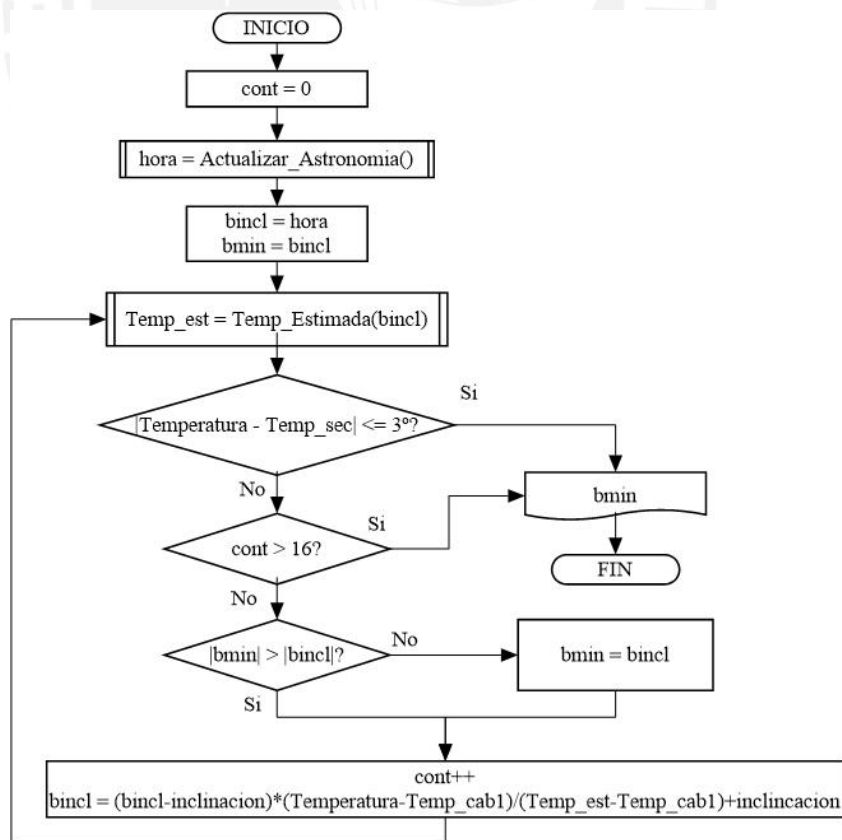 INICIO
cont = 0
hora = Actualizar_Astronomia()
bincl = hora
bmin = bincl
Temp_est = Temp_Estimada(bincl)
Si
|Temperatura - Temp_sec| <= 3º?
No
bmin
Si
cont > 16?
FIN
No
|bmin| > |bincl|?
No
bmin = bincl
Si
cont++
bincl = (bincl-inclinacion)*(Temperatura-Temp_cab1)/(Temp_est-Temp_cab1)+inclincacion